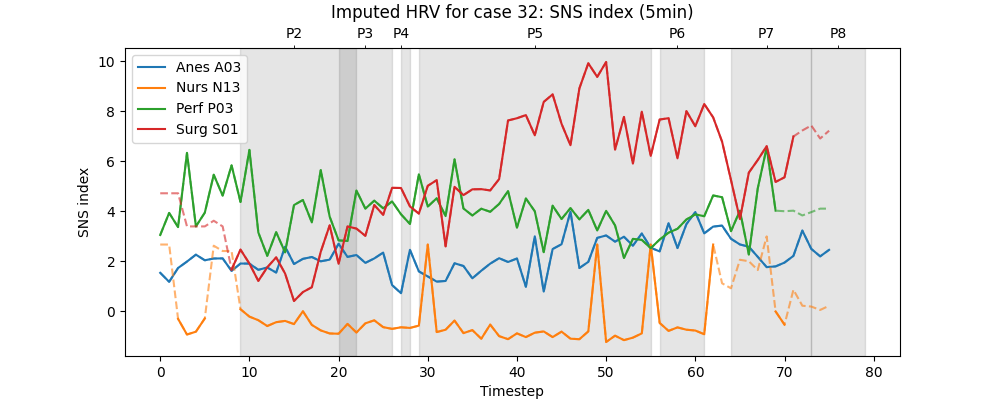 Imputed HRV for case 32: SNS index (5min)
P2 P3 P4 P5 P6 P7 P8
Anes A03
Nurs N13
Perf P03
Surg S01
10
8
6
4
2
0
SNS index
0 10 20 30 40 50 60 70 80
Timestep